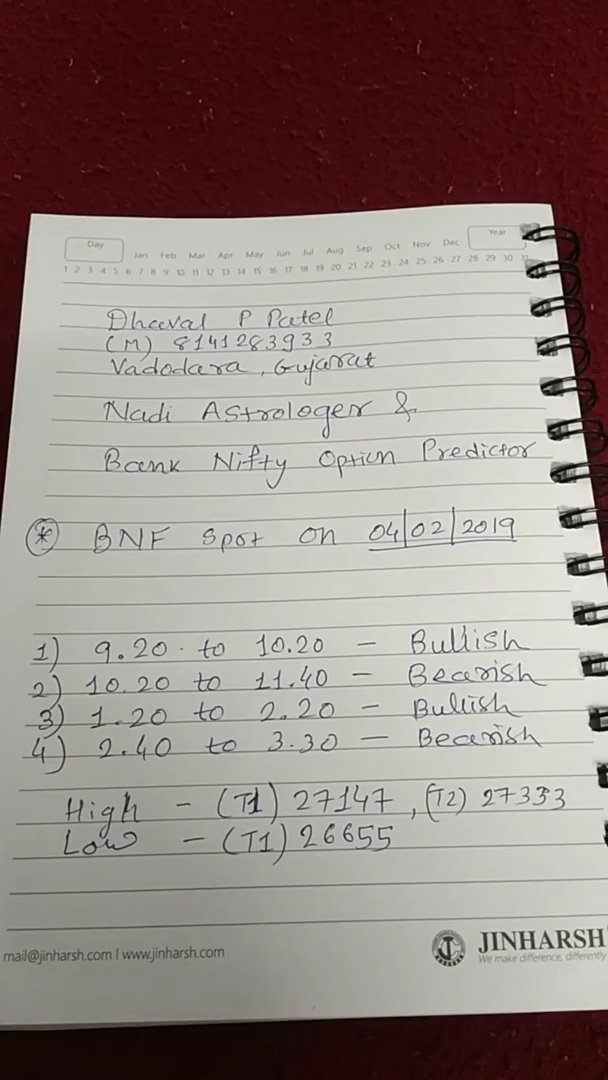 Day
Year
Jan Feb Mar Apr May Jun Jul Aug Sep Oct Nov Dec
1 2 3 4 5 6 7 8 9 10 11 12 13 14 15 16 17 18 19 20 21 22 23 24 25 26 27 28 29 30 31
Dhaval P Patel
(M) 8141283933
Vadodara, Gujarat
Nadi Astrologer &
Bank Nifty Option Predictor
* BNF Spot on 04/02/2019
1) 9.20 to 10.20 - Bullish
2) 10.20 to 11.40 - Bearish
3) 1.20 to 2.20 - Bullish
4) 2.40 to 3.30 - Bearish
High - (T1) 27147, (T2) 27333
Low - (T1) 26655
mail@jinharsh.com | www.jinharsh.com
JINHARSH
We make difference, differently